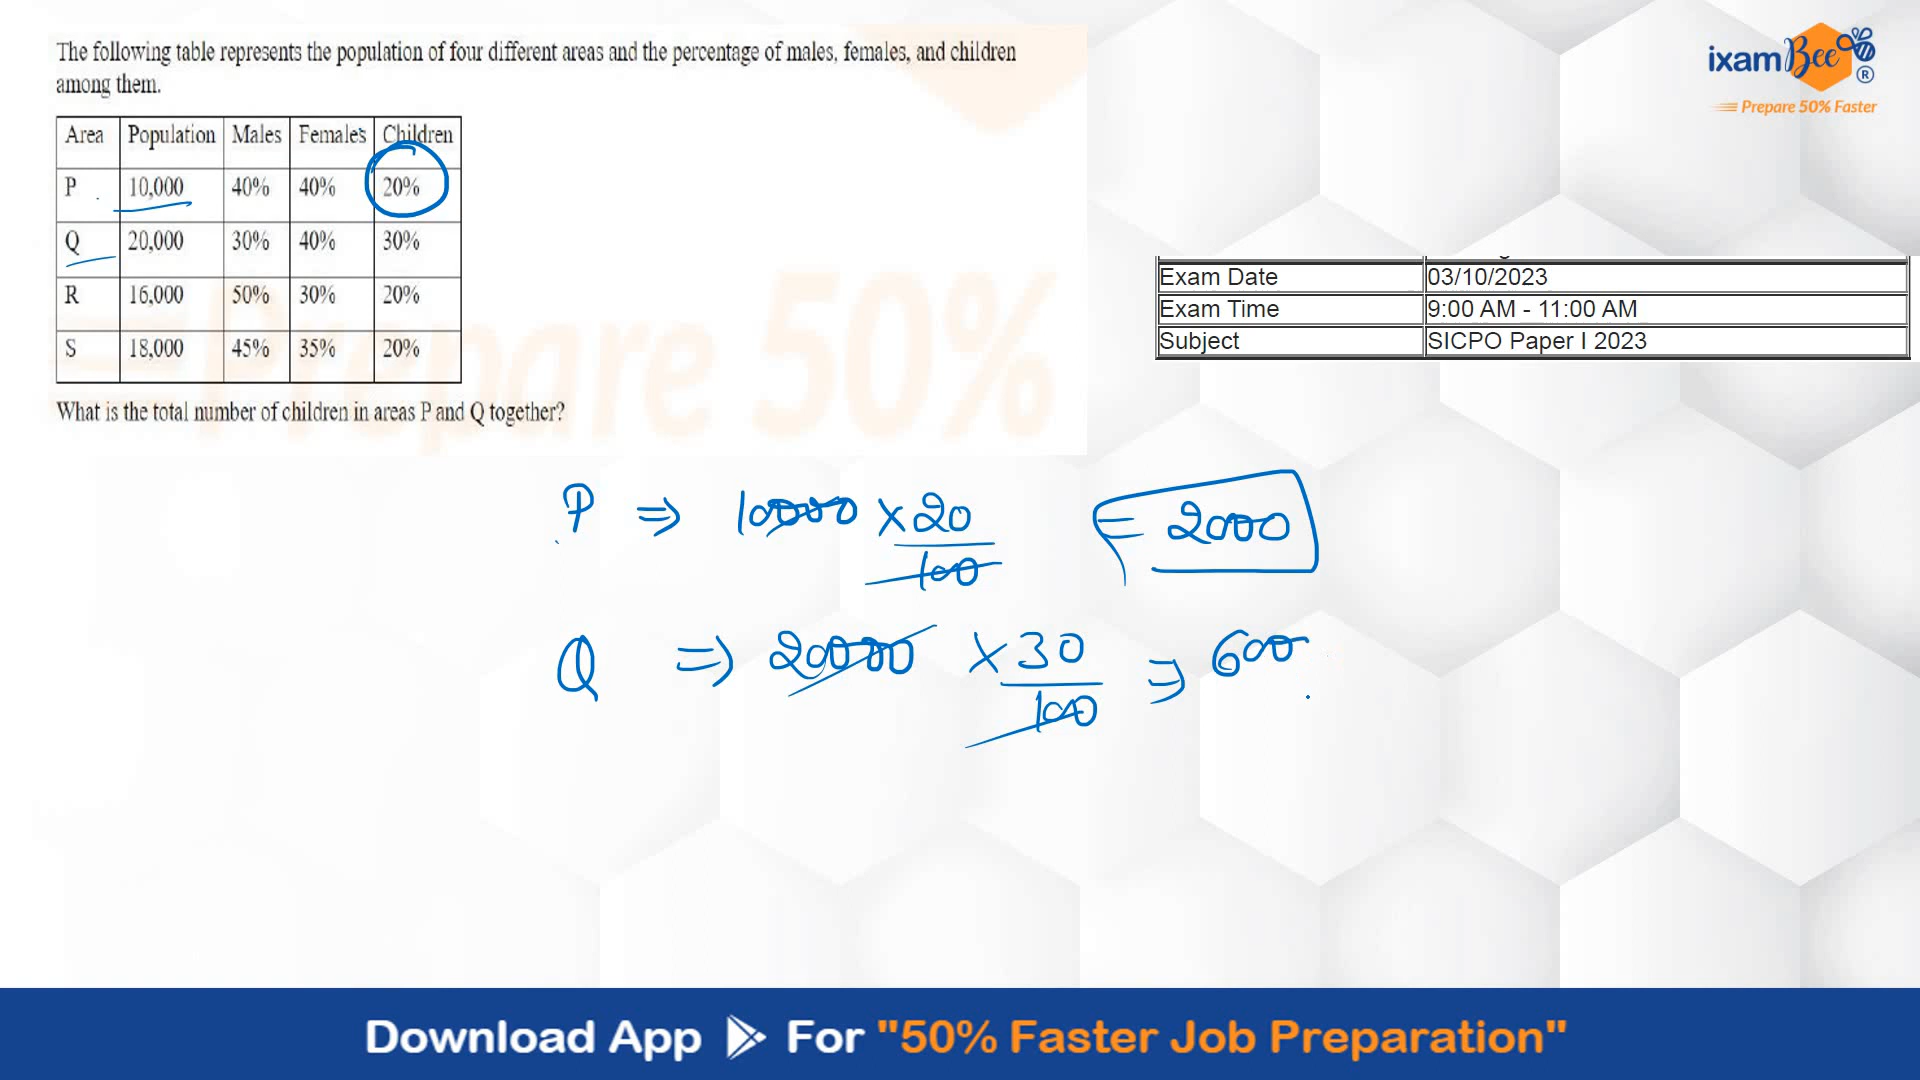 The following table represents the population of four different areas and the percentage of males, females, and children
among them.
Area Population Males Females Children
P 10,000 40% 40% 20%
Q 20,000 30% 40% 30%
R 16,000 50% 30% 20%
S 18,000 45% 35% 20%
What is the total number of children in areas P and Q together?
ixamBee ®
Prepare 50% Faster
Exam Date 03/10/2023
Exam Time 9:00 AM - 11:00 AM
Subject SICPO Paper I 2023
Prepare 50%
P ⇒ 10000 × 20 = 2000
100
Q ⇒ 20000 × 30 ⇒ 600
100
Download App For "50% Faster Job Preparation"